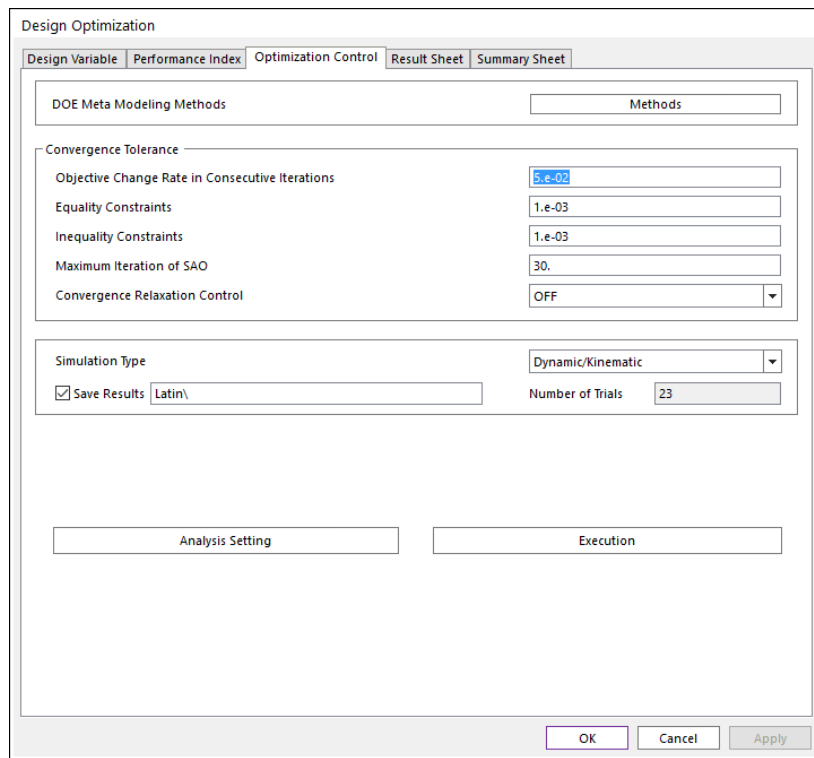 Design Optimization
Design Variable Performance Index Optimization Control Result Sheet Summary Sheet
DOE Meta Modeling Methods Methods
Convergence Tolerance
Objective Change Rate in Consecutive Iterations 5.e-02
Equality Constraints 1.e-03
Inequality Constraints 1.e-03
Maximum Iteration of SAO 30.
Convergence Relaxation Control OFF
Simulation Type Dynamic/Kinematic
Save Results Latin\ Number of Trials 23
Analysis Setting Execution
OK Cancel Apply